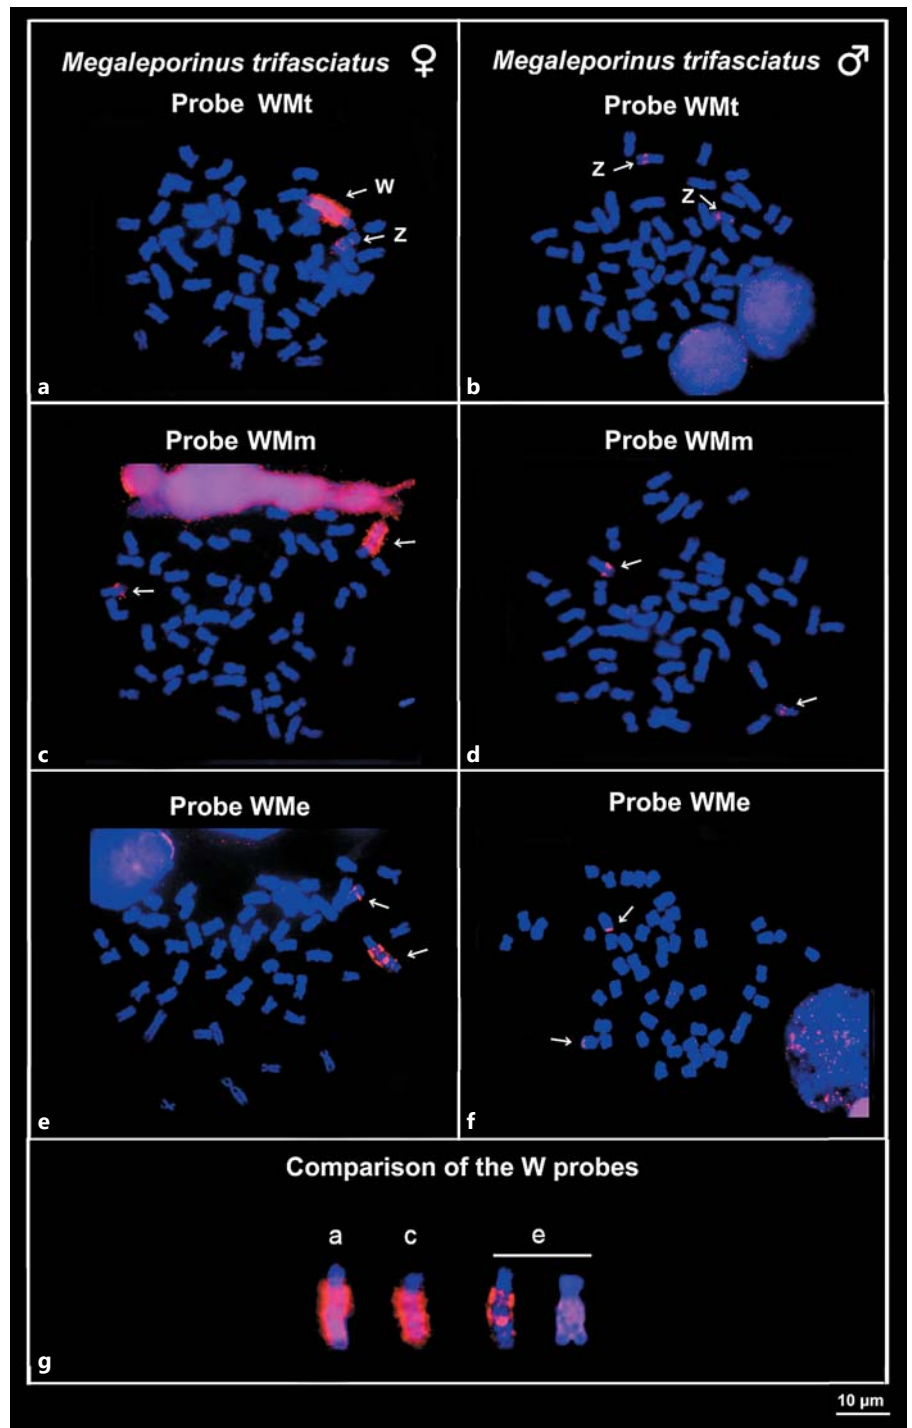 Megaleporinus trifasciatus ♀
Probe WMt
W
Z
a
Megaleporinus trifasciatus ♂
Probe WMt
Z
Z
b
Probe WMm
c
Probe WMm
d
Probe WMe
e
Probe WMe
f
Comparison of the W probes
a c e
g
10 µm